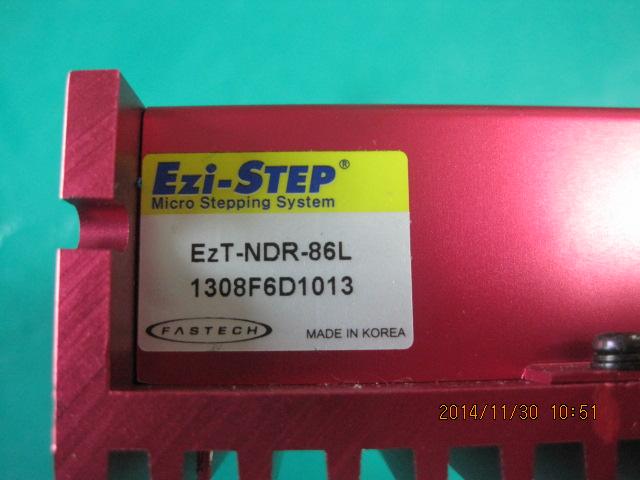 Ezi-STEP®
Micro Stepping System
EzT-NDR-86L
1308F6D1013
FASTECH
MADE IN KOREA
2014/11/30 10:51